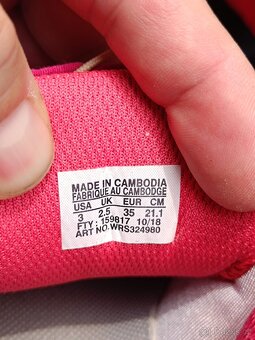 MADE IN CAMBODIA
FABRIQUE AU CAMBODGE
USA UK EUR CM
3 2.5 35 21.1
FTY: 159817 10/18
ART NO.WRS324980